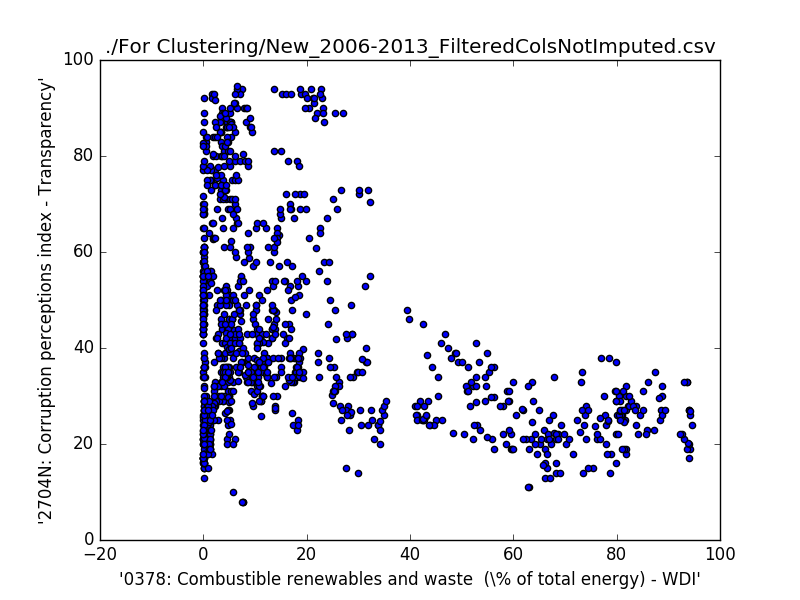 ./For Clustering/New_2006-2013_FilteredColsNotImputed.csv
100
80
60
40
20
0
'2704N: Corruption perceptions index - Transparency'
−20 0 20 40 60 80 100
'0378: Combustible renewables and waste (\% of total energy) - WDI'